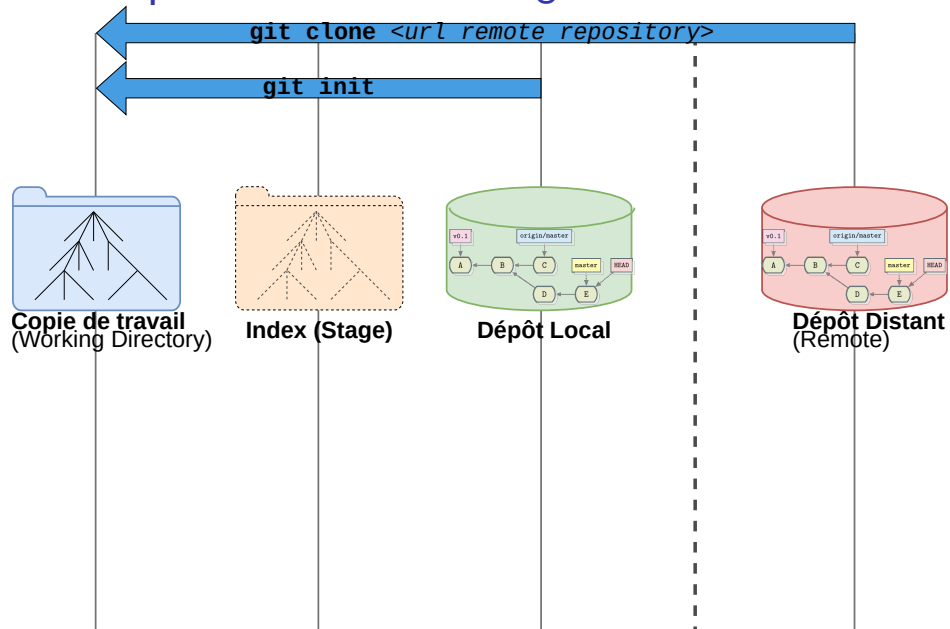 git clone <url remote repository>
git init
v0.1
origin/master
A
B
C
master
HEAD
D
E
v0.1
origin/master
A
B
C
master
HEAD
D
E
Copie de travail
(Working Directory)
Index (Stage)
Dépôt Local
Dépôt Distant
(Remote)